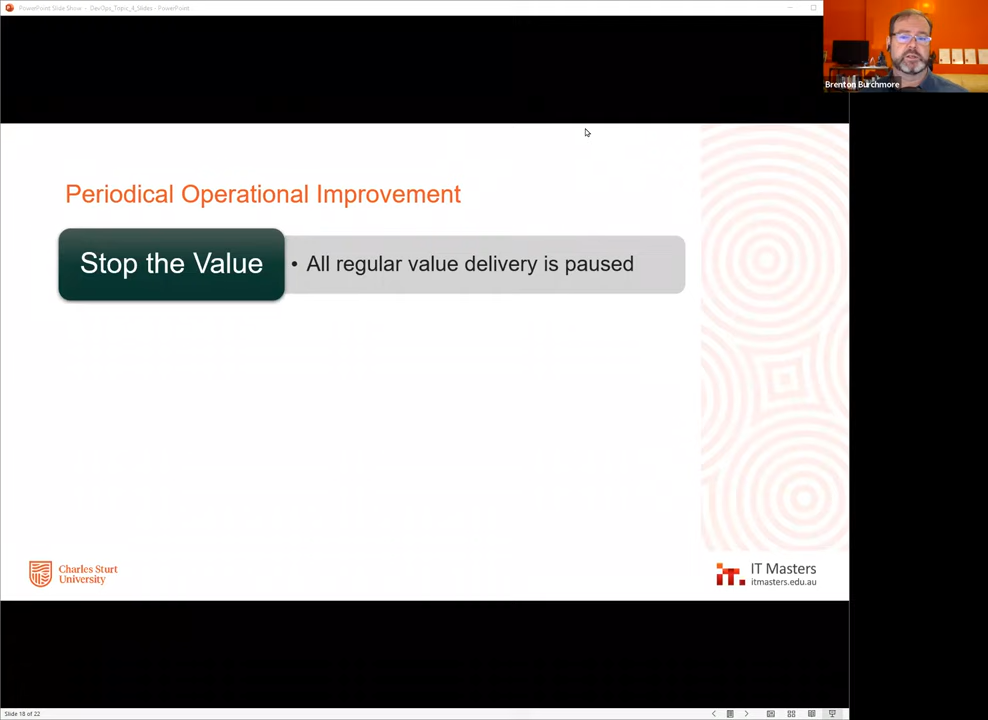 PowerPoint Slide Show - DevOps_Topic_4_Slides - PowerPoint
Brenton Burchmore
Periodical Operational Improvement
Stop the Value
• All regular value delivery is paused
Charles Sturt
University
IT Masters
itmasters.edu.au
Slide 18 of 22